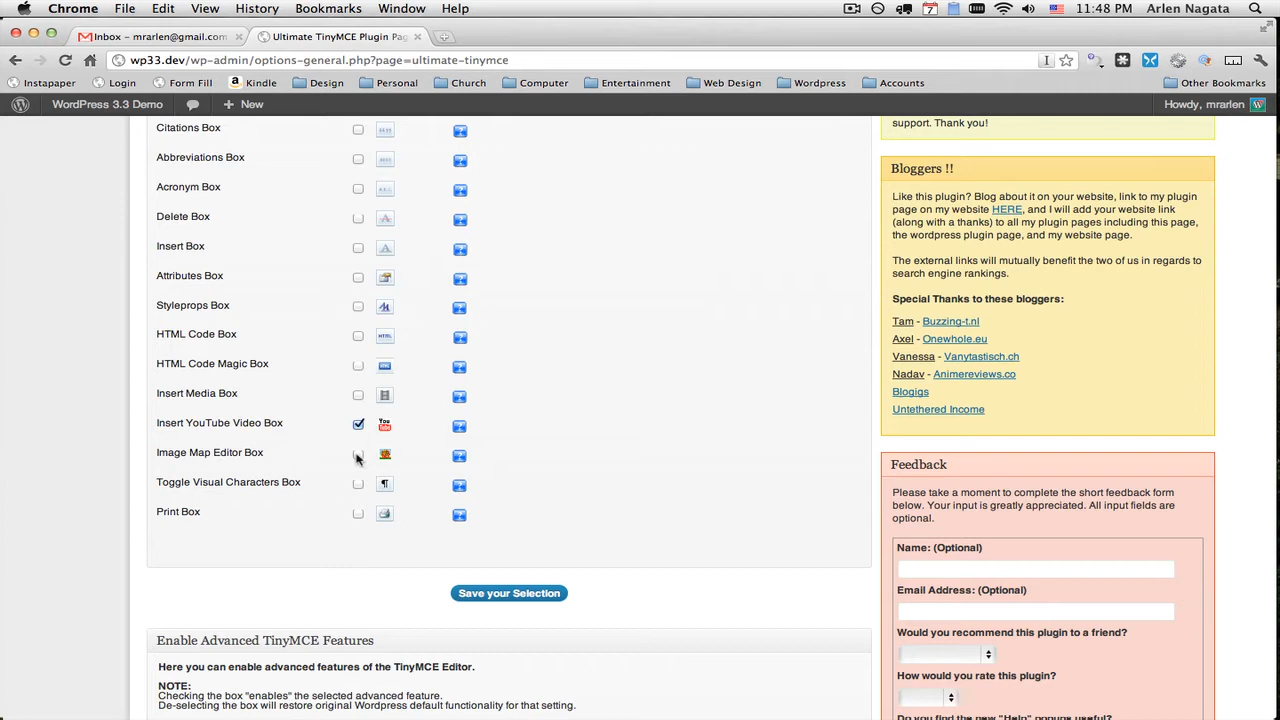 Chrome File Edit View History Bookmarks Window Help 7 11:48 PM Arlen Nagata
Inbox – mrarlen@gmail.com
Ultimate TinyMCE Plugin Pag
wp33.dev/wp-admin/options-general.php?page=ultimate-tinymce
Instapaper Login Form Fill Kindle Design Personal Church Computer Entertainment Web Design Wordpress Accounts Other Bookmarks
WordPress 3.3 Demo + New Howdy, mrarlen
Citations Box
Abbreviations Box
Acronym Box
Delete Box
Insert Box
Attributes Box
Styleprops Box
HTML Code Box HTML
HTML Code Magic Box
Insert Media Box
Insert YouTube Video Box You Tube
Image Map Editor Box
Toggle Visual Characters Box ¶
Print Box
Save your Selection
Enable Advanced TinyMCE Features
Here you can enable advanced features of the TinyMCE Editor.
NOTE:
Checking the box "enables" the selected advanced feature.
De-selecting the box will restore original Wordpress default functionality for that setting.
support. Thank you!
Bloggers !!
Like this plugin? Blog about it on your website, link to my plugin
page on my website HERE, and I will add your website link
(along with a thanks) to all my plugin pages including this page,
the wordpress plugin page, and my website page.
The external links will mutually benefit the two of us in regards to
search engine rankings.
Special Thanks to these bloggers:
Tam - Buzzing-t.nl
Axel - Onewhole.eu
Vanessa - Vanytastisch.ch
Nadav - Animereviews.co
Blogigs
Untethered Income
Feedback
Please take a moment to complete the short feedback form
below. Your input is greatly appreciated. All input fields are
optional.
Name: (Optional)
Email Address: (Optional)
Would you recommend this plugin to a friend?
How would you rate this plugin?
Do you find the new "Help" popups useful?